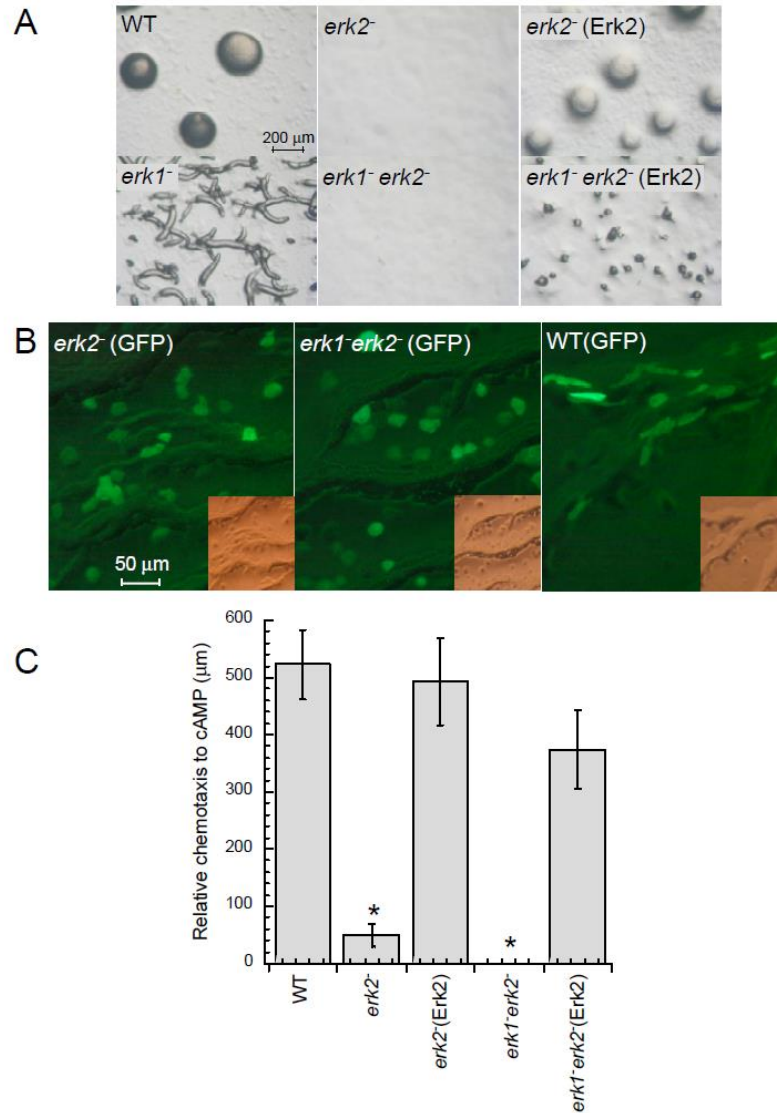 A
WT
erk2-
erk2- (Erk2)
200 μm
erk1-
erk1- erk2-
erk1- erk2- (Erk2)
B
erk2- (GFP)
erk1-erk2- (GFP)
WT(GFP)
50 μm
C
Relative chemotaxis to cAMP (μm)
600
500
400
300
200
100
0
*
*
WT
erk2-
erk2-(Erk2)
erk1-erk2-
erk1-erk2-(Erk2)